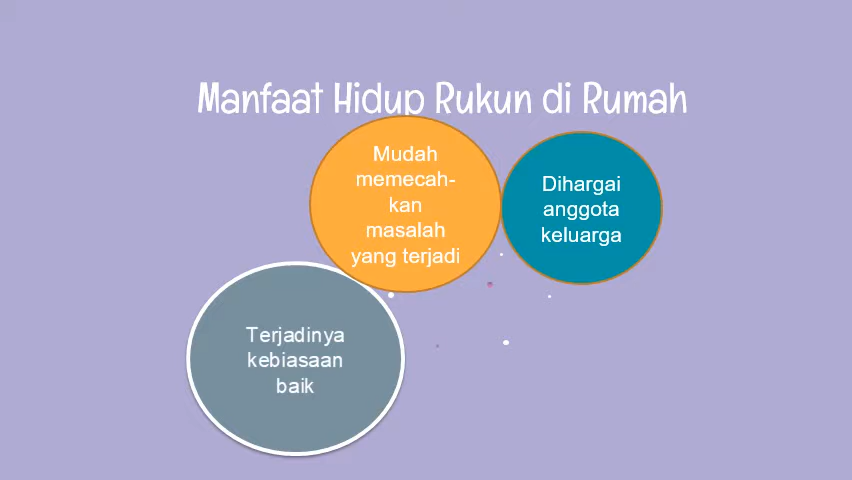 Manfaat Hidup Rukun di Rumah
Mudah
memecah-
kan
masalah
yang terjadi
Dihargai
anggota
keluarga
Terjadinya
kebiasaan
baik